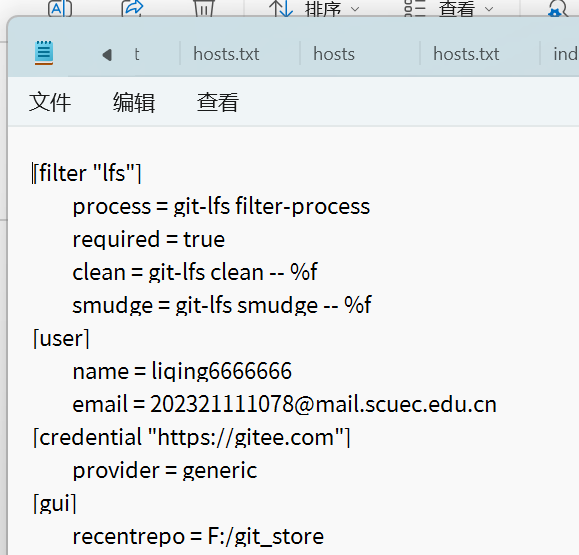 排序 查看
t hosts.txt hosts hosts.txt ind
文件 编辑 查看
[filter "lfs"]
process = git-lfs filter-process
required = true
clean = git-lfs clean -- %f
smudge = git-lfs smudge -- %f
[user]
name = liqing6666666
email = 202321111078@mail.scuec.edu.cn
[credential "https://gitee.com"]
provider = generic
[gui]
recentrepo = F:/git_store